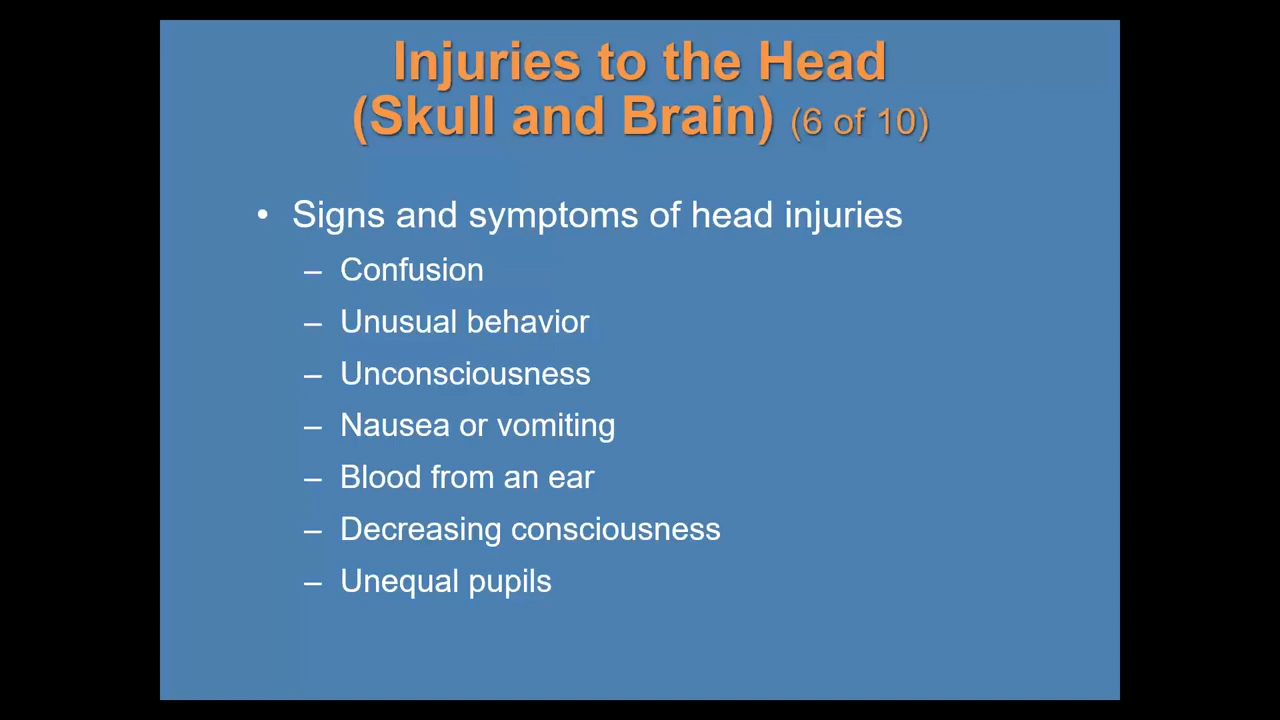 Injuries to the Head
(Skull and Brain) (6 of 10)
• Signs and symptoms of head injuries
– Confusion
– Unusual behavior
– Unconsciousness
– Nausea or vomiting
– Blood from an ear
– Decreasing consciousness
– Unequal pupils